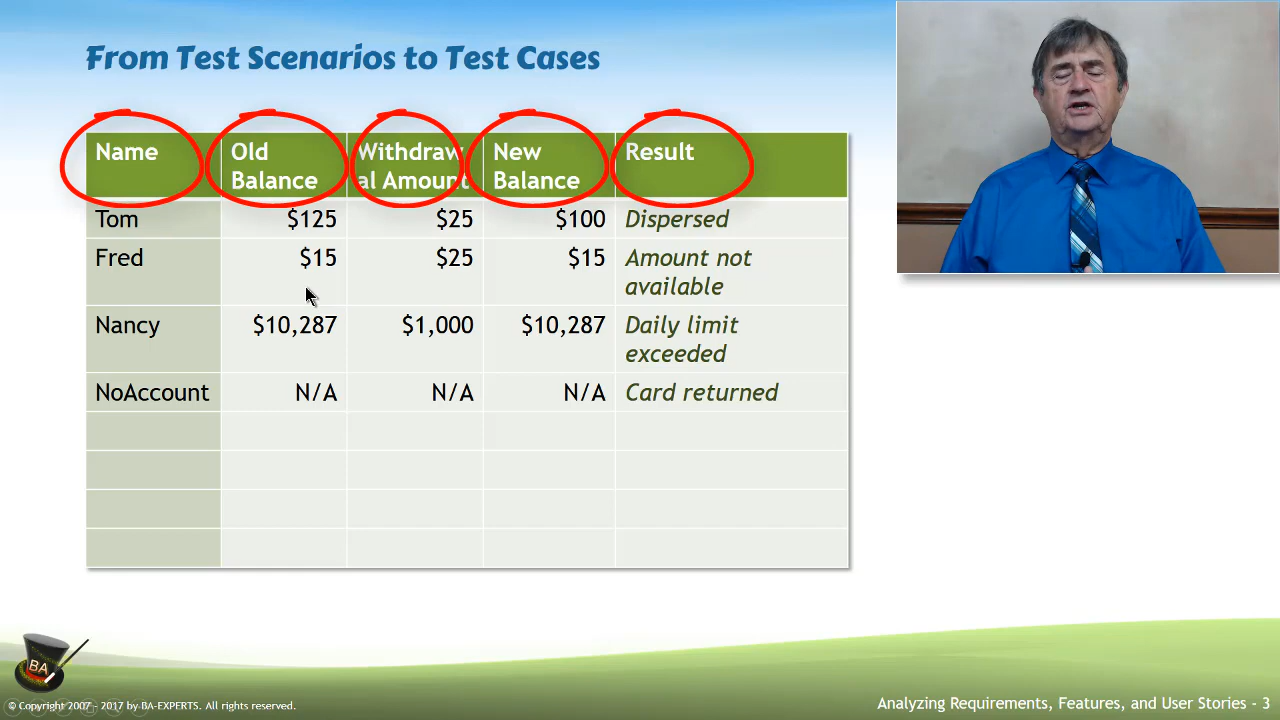 From Test Scenarios to Test Cases
Name Old Balance Withdrawal Amount New Balance Result
Tom $125 $25 $100 Dispersed
Fred $15 $25 $15 Amount not available
Nancy $10,287 $1,000 $10,287 Daily limit exceeded
NoAccount N/A N/A N/A Card returned
BA
© Copyright 2007 - 2017 by BA-EXPERTS. All rights reserved.
Analyzing Requirements, Features, and User Stories - 3